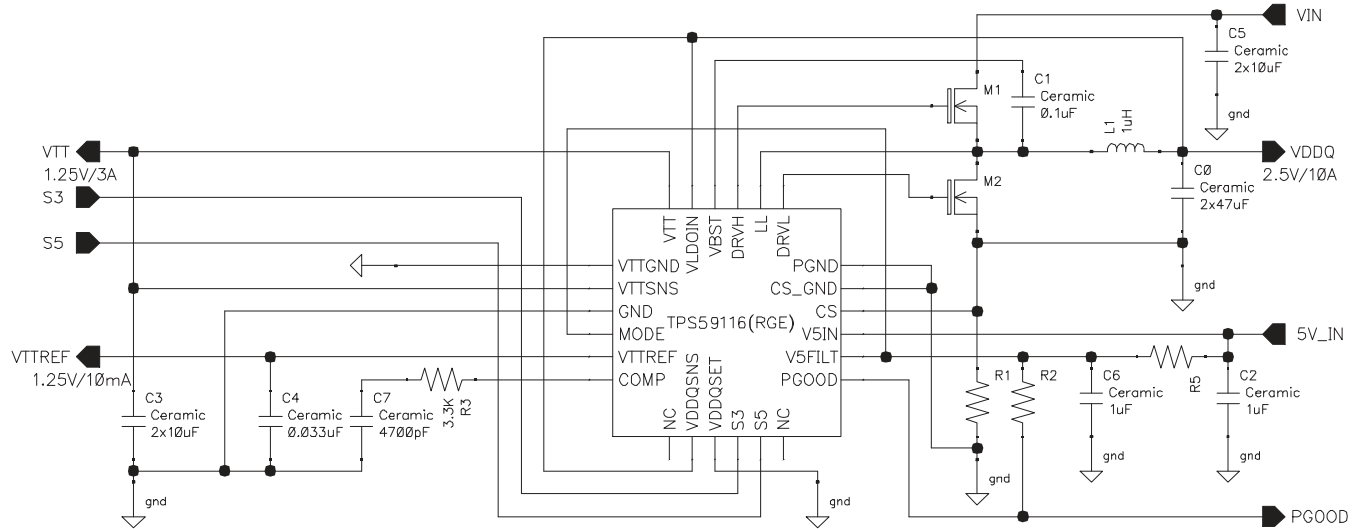 VIN
C5
Ceramic
2x10uF
gnd
C1
Ceramic
0.1uF
M1
L1
1uH
VTT
1.25V/3A
VDDQ
2.5V/10A
M2
C0
Ceramic
2x47uF
gnd
S3
S5
VTT
VLDOIN
VBST
DRVH
LL
DRVL
VTTGND
VTTSNS
GND
MODE
VTTREF
COMP
TPS59116(RGE)
PGND
CS_GND
CS
V5IN
V5FILT
PGOOD
NC
VDDQSNS
VDDQSET
S3
S5
NC
5V_IN
VTTREF
1.25V/10mA
C3
Ceramic
2x10uF
C4
Ceramic
0.033uF
C7
Ceramic
4700pF
3.3K
R3
R1
R2
C6
Ceramic
1uF
R5
C2
Ceramic
1uF
gnd
gnd
gnd
gnd
gnd
PGOOD